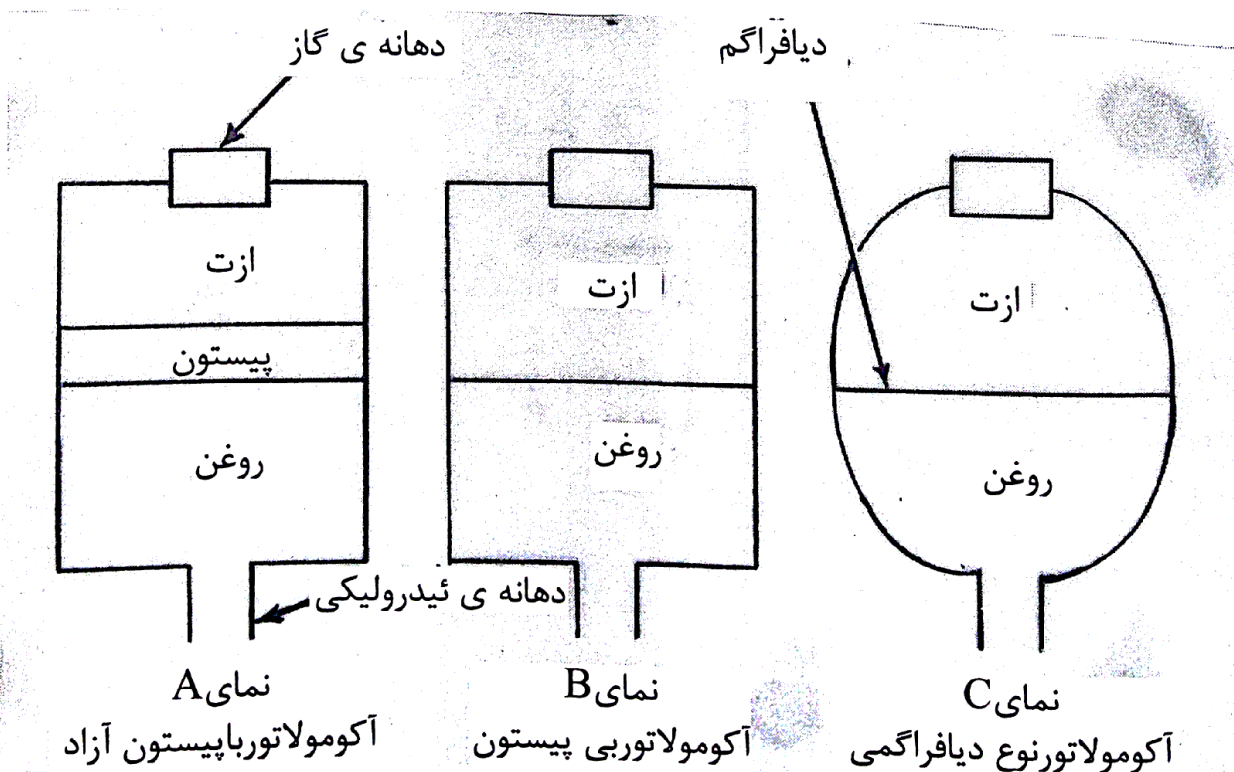 دهانه ی گاز
دیافراگم
ازت
ازت
ازت
پیستون
روغن
روغن
روغن
دهانه ی ئیدرولیکی
نمایA
آکومولاتورباپیستون آزاد
نمایB
آکومولاتوربی پیستون
نمایC
آکومولاتورنوع دیافراگمی